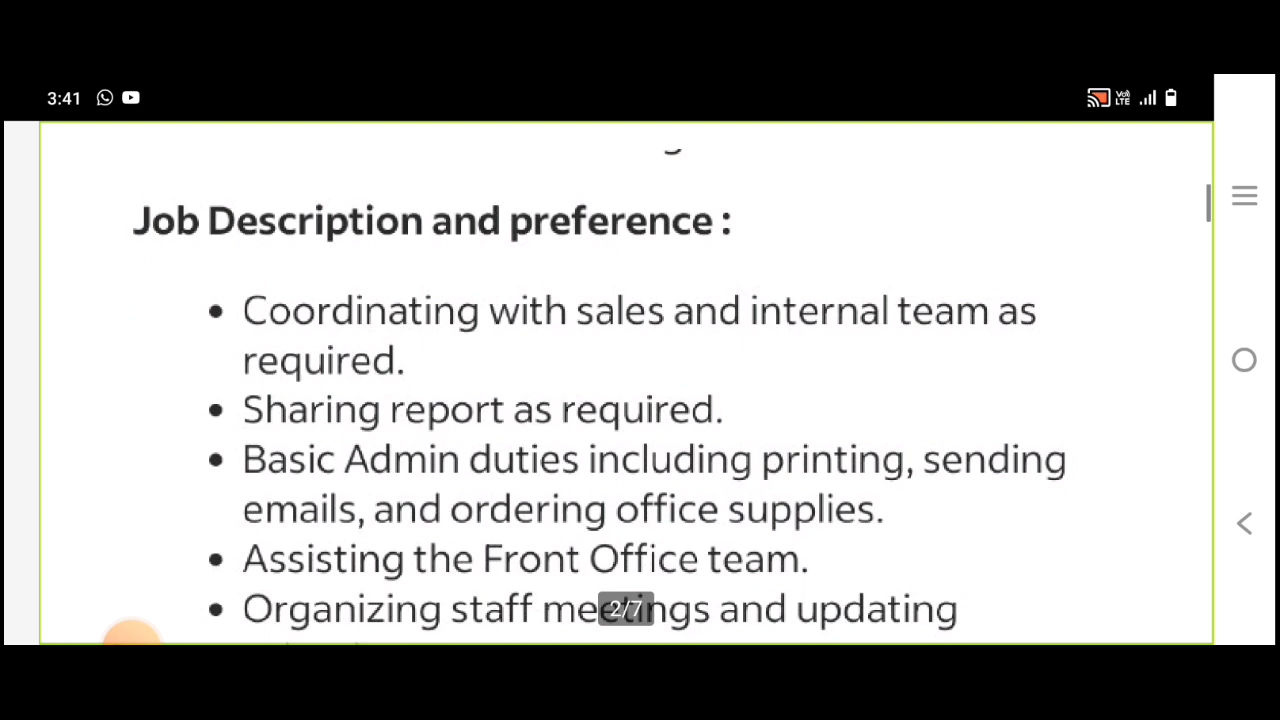 3:41
Vo) LTE
Job Description and preference :
• Coordinating with sales and internal team as
required.
• Sharing report as required.
• Basic Admin duties including printing, sending
emails, and ordering office supplies.
• Assisting the Front Office team.
• Organizing staff meetings and updating
2/7